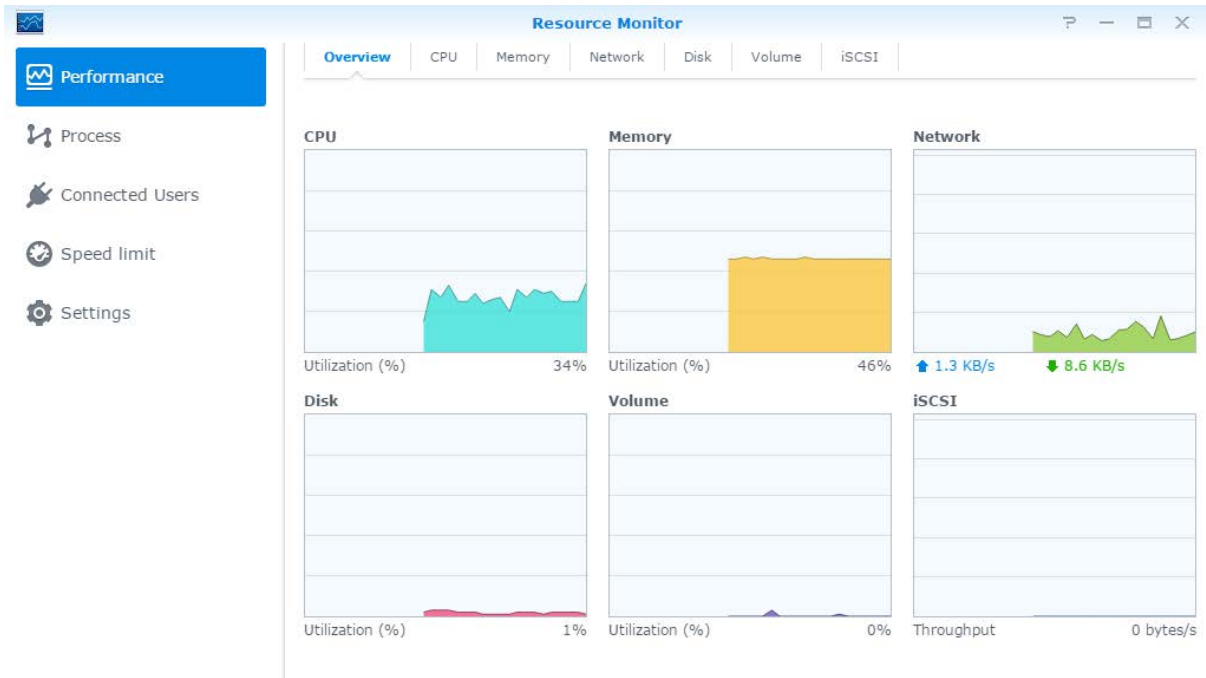 Resource Monitor
Performance
Process
Connected Users
Speed limit
Settings
Overview CPU Memory Network Disk Volume iSCSI
CPU Memory Network
Utilization (%) 34% Utilization (%) 46% 1.3 KB/s 8.6 KB/s
Disk Volume iSCSI
Utilization (%) 1% Utilization (%) 0% Throughput 0 bytes/s